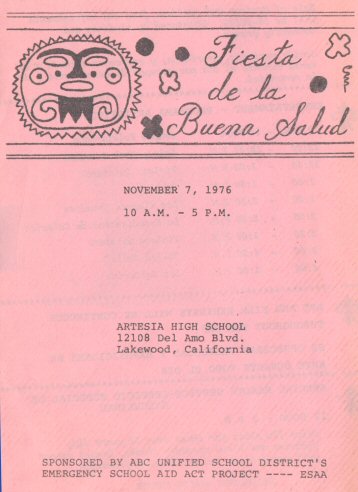 Fiesta
de la
Buena Salud
NOVEMBER 7, 1976
10 A.M. - 5 P.M.
ARTESIA HIGH SCHOOL
12108 Del Amo Blvd.
Lakewood, California
SPONSORED BY ABC UNIFIED SCHOOL DISTRICT'S
EMERGENCY SCHOOL AID ACT PROJECT ---- ESAA